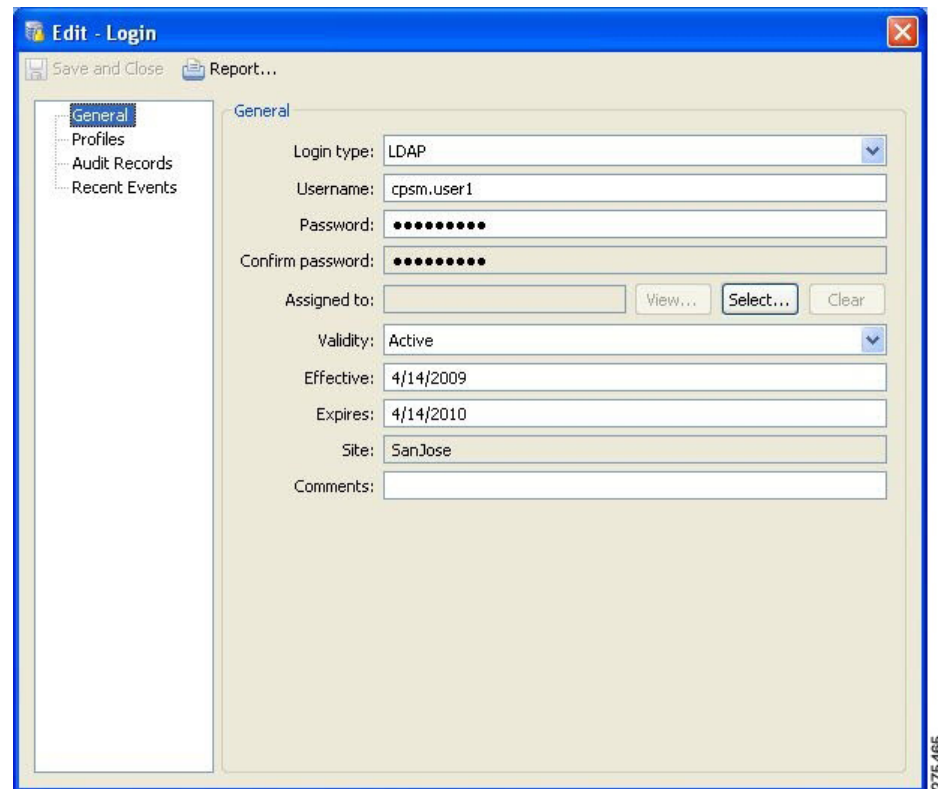 Edit - Login
Save and Close Report...
General
Profiles
Audit Records
Recent Events
General
Login type: LDAP
Username: cpsm.user1
Password: •••••••••
Confirm password: •••••••••
Assigned to: View... Select... Clear
Validity: Active
Effective: 4/14/2009
Expires: 4/14/2010
Site: SanJose
Comments:
275465